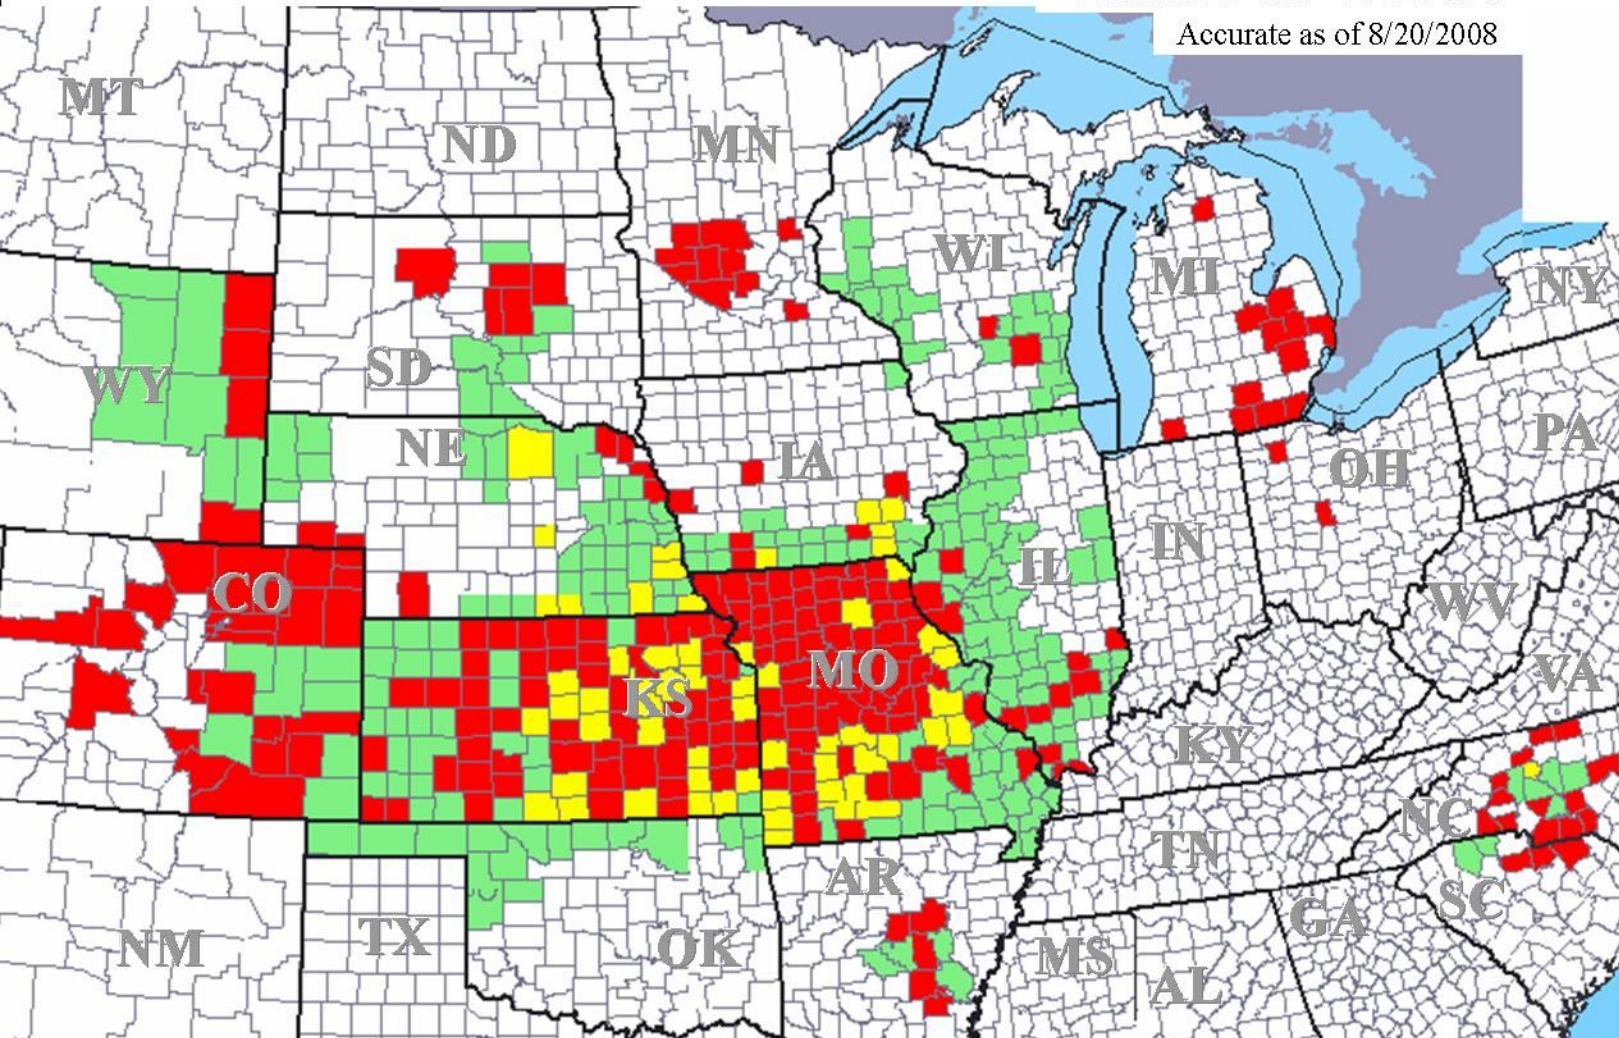 Accurate as of 8/20/2008
MT
ND
MN
WI
MI
NY
WY
SD
NE
IA
OH
PA
CO
IL
IN
WV
KS
MO
VA
KY
NC
TN
AR
SC
NM
TX
OK
MS
AL
GA